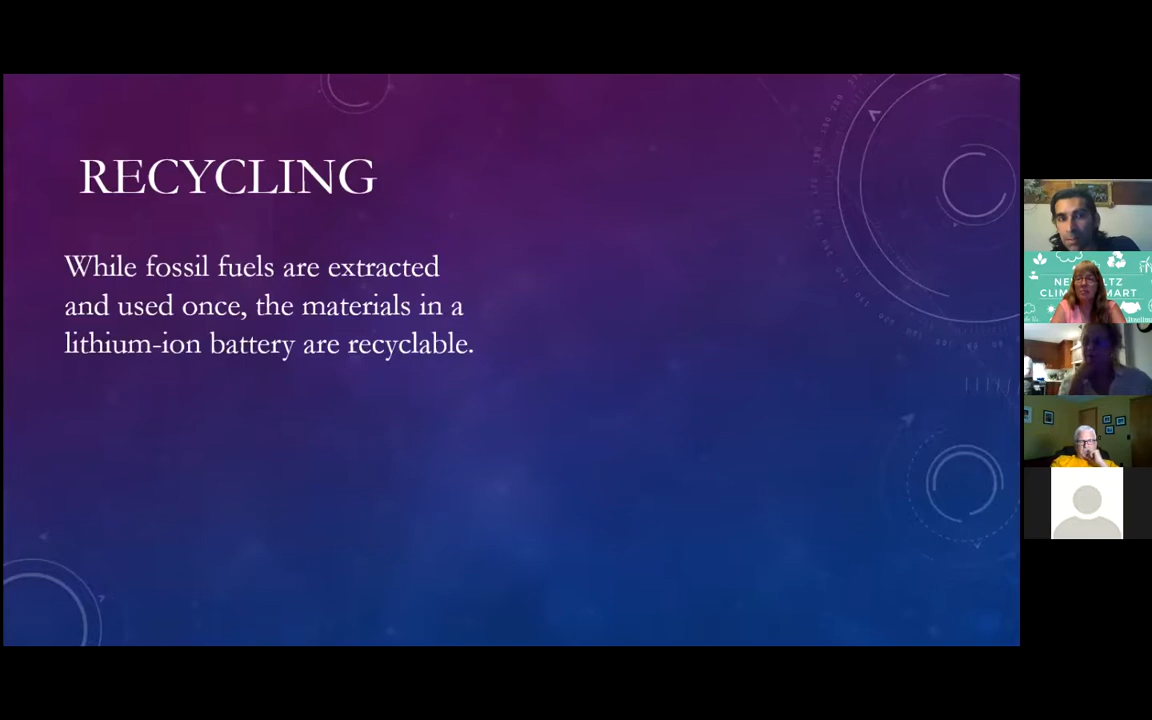 RECYCLING
While fossil fuels are extracted
and used once, the materials in a
lithium-ion battery are recyclable.